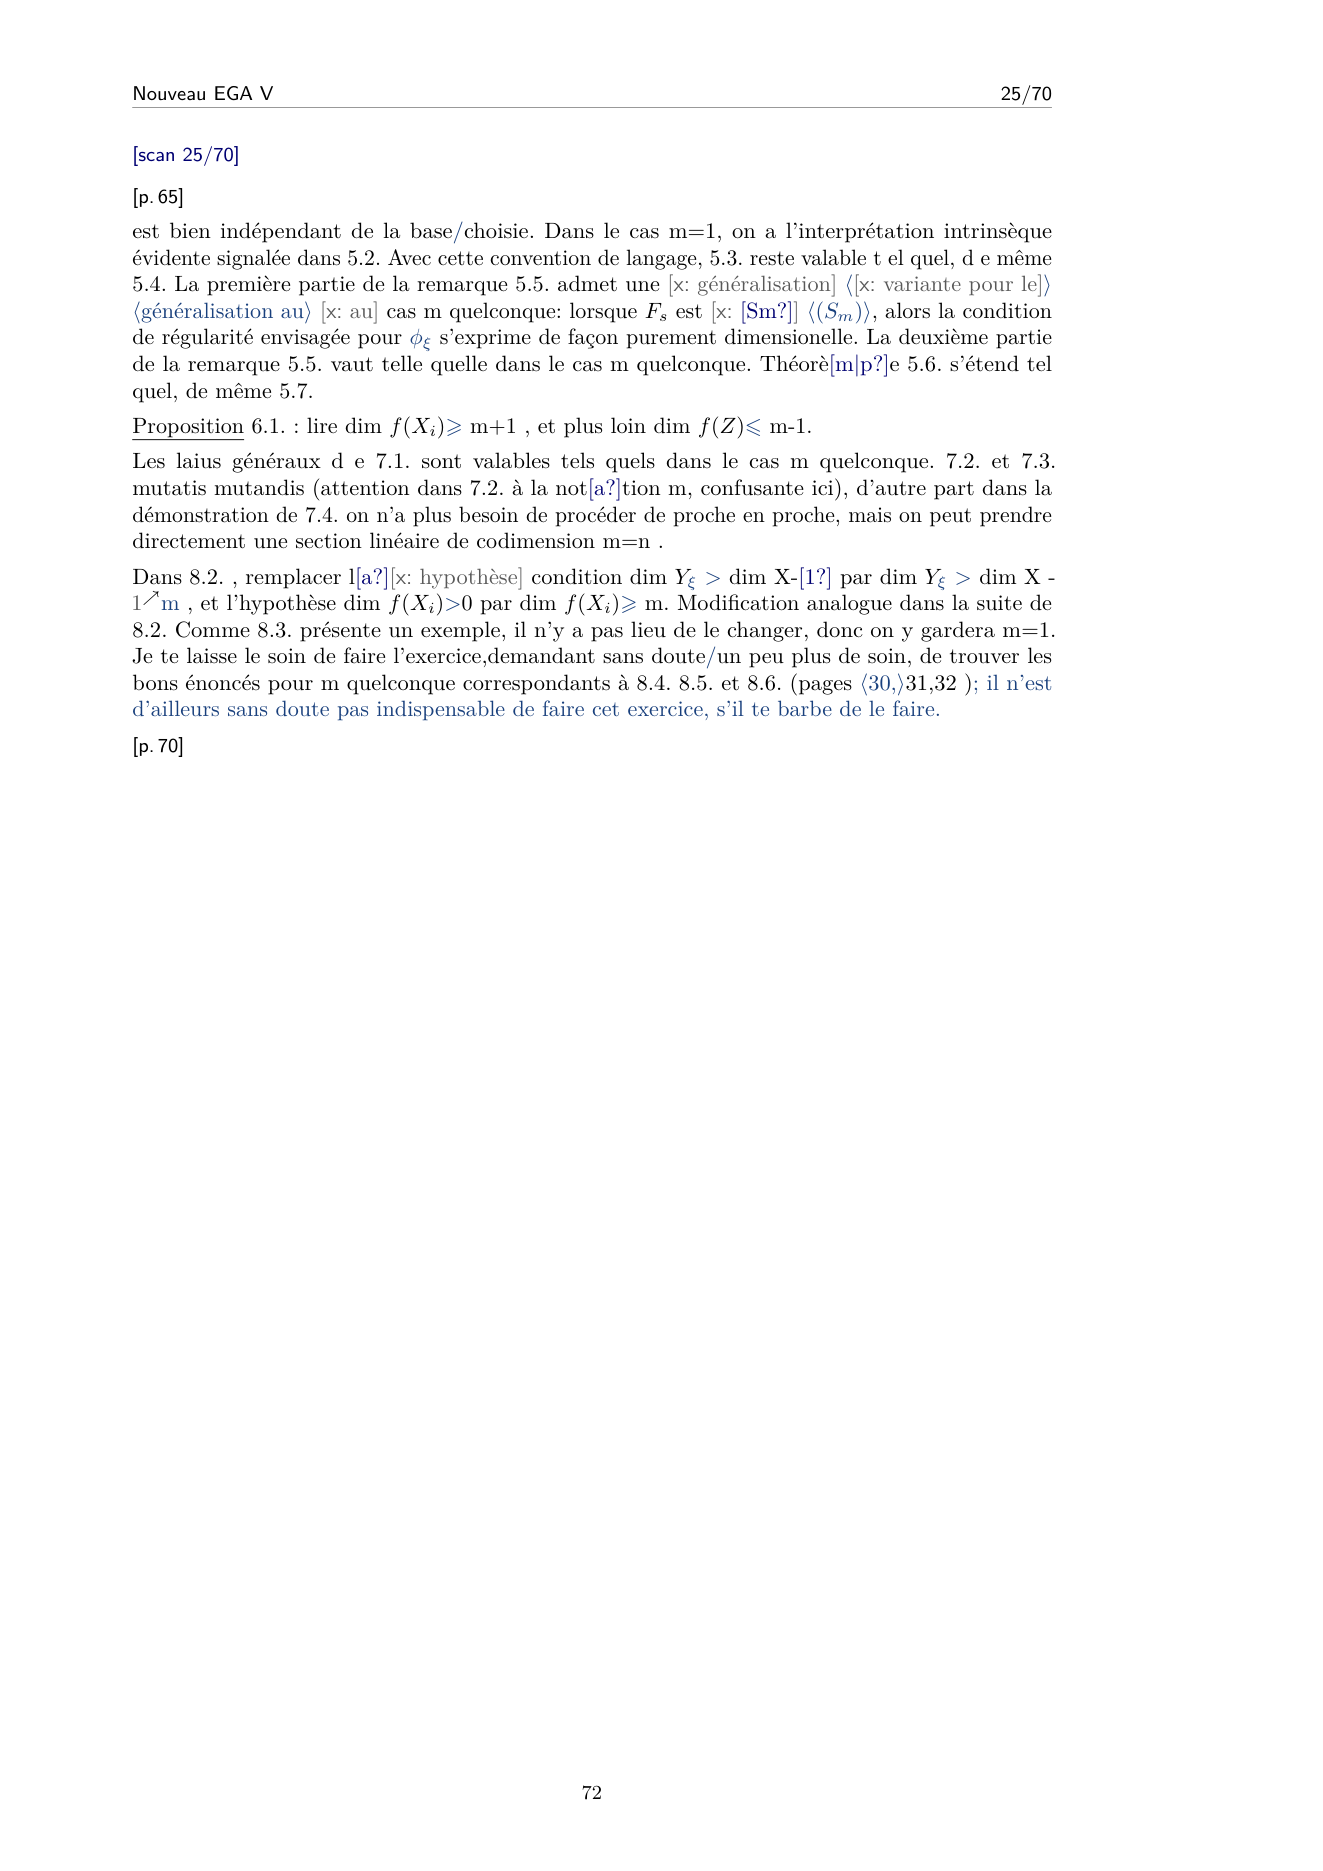 Nouveau EGA V 25/70
[scan 25/70]
[p. 65]
est bien indépendant de la base/choisie. Dans le cas m=1, on a l'interprétation intrinsèque
évidente signalée dans 5.2. Avec cette convention de langage, 5.3. reste valable t el quel, d e même
5.4. La première partie de la remarque 5.5. admet une [x: généralisation] ⟨[x: variante pour le]⟩
⟨généralisation au⟩ [x: au] cas m quelconque: lorsque F_s est [x: [Sm?]] ⟨(S_m)⟩, alors la condition
de régularité envisagée pour ϕ_ξ s'exprime de façon purement dimensionelle. La deuxième partie
de la remarque 5.5. vaut telle quelle dans le cas m quelconque. Théorè[m|p?]e 5.6. s'étend tel
quel, de même 5.7.
Proposition 6.1. : lire dim f(X_i)⩾ m+1 , et plus loin dim f(Z)⩽ m-1.
Les laius généraux d e 7.1. sont valables tels quels dans le cas m quelconque. 7.2. et 7.3.
mutatis mutandis (attention dans 7.2. à la not[a?]tion m, confusante ici), d'autre part dans la
démonstration de 7.4. on n'a plus besoin de procéder de proche en proche, mais on peut prendre
directement une section linéaire de codimension m=n .
Dans 8.2. , remplacer l[a?][x: hypothèse] condition dim Y_ξ > dim X-[1?] par dim Y_ξ > dim X -
1↗m , et l'hypothèse dim f(X_i)>0 par dim f(X_i)⩾ m. Modification analogue dans la suite de
8.2. Comme 8.3. présente un exemple, il n'y a pas lieu de le changer, donc on y gardera m=1.
Je te laisse le soin de faire l'exercice,demandant sans doute/un peu plus de soin, de trouver les
bons énoncés pour m quelconque correspondants à 8.4. 8.5. et 8.6. (pages ⟨30,⟩31,32 ); il n'est
d'ailleurs sans doute pas indispensable de faire cet exercice, s'il te barbe de le faire.
[p. 70]
72